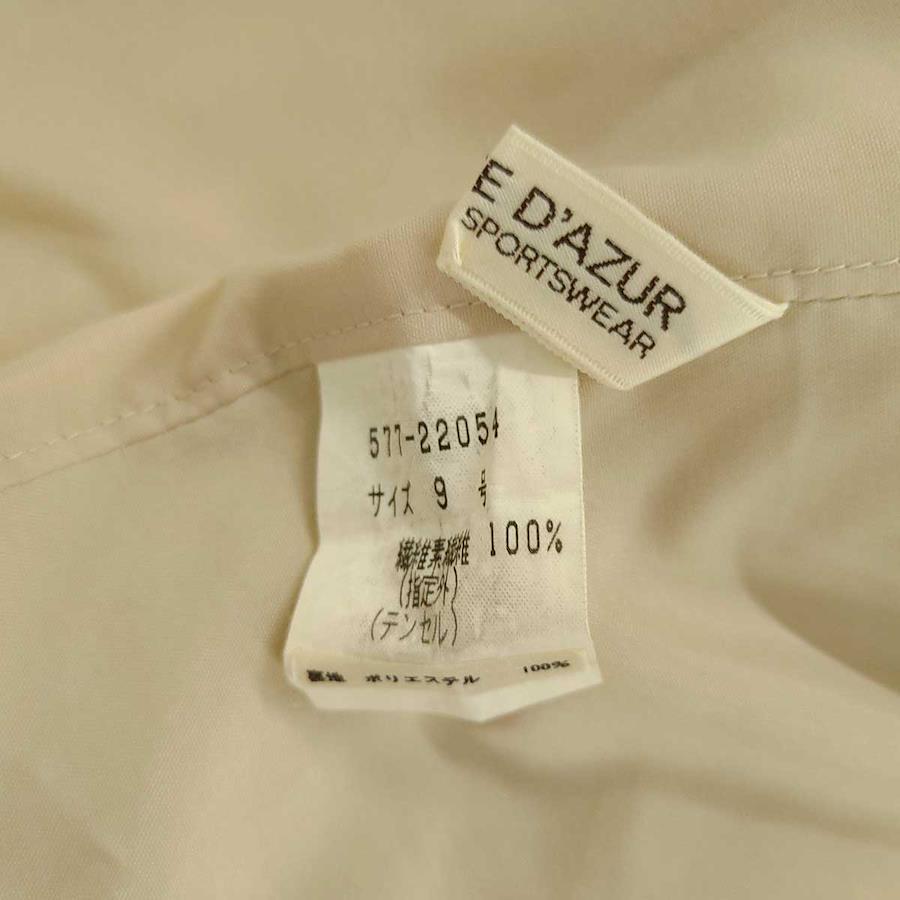 E D'AZUR
SPORTSWEAR
577-22054
サイズ 9 号
繊維素繊維 100%
(指定外)
(テンセル)
裏地 ポリエステル 100%